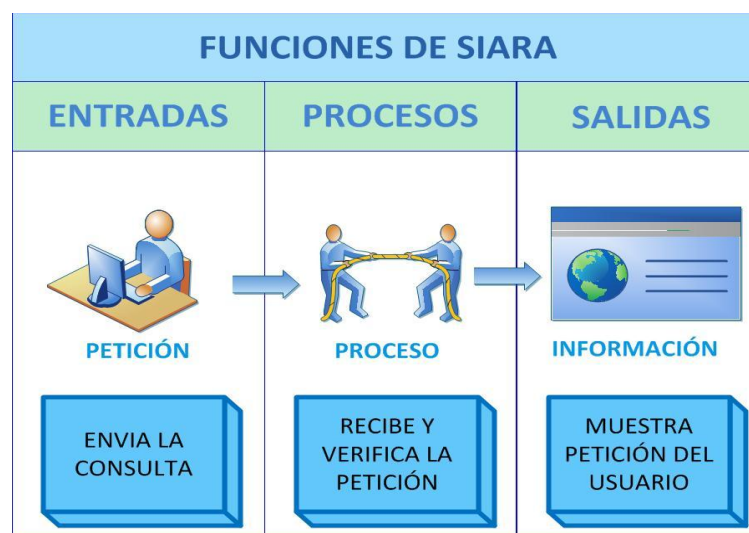 FUNCIONES DE SIARA
ENTRADAS
PROCESOS
SALIDAS
PETICIÓN
PROCESO
INFORMACIÓN
ENVIA LA
CONSULTA
RECIBE Y
VERIFICA LA
PETICIÓN
MUESTRA
PETICIÓN DEL
USUARIO